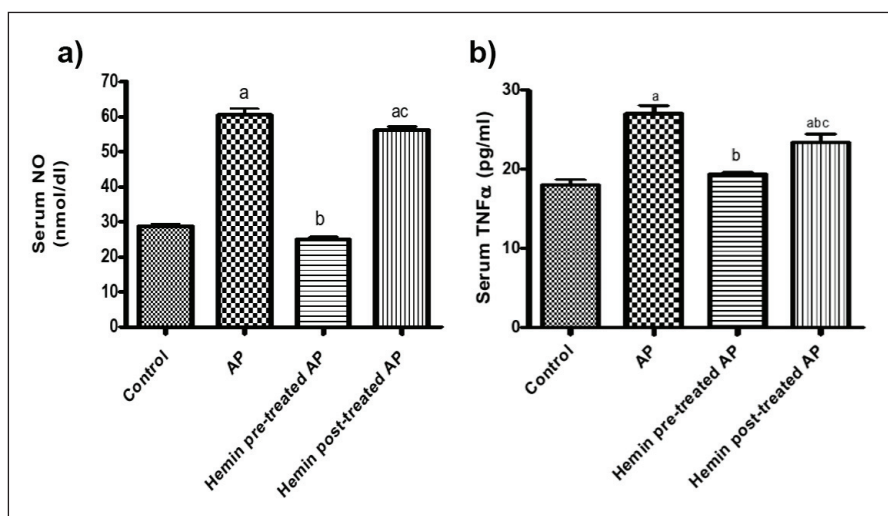 a)
Serum NO
(nmol/dl)
70
60
50
40
30
20
10
0
a
b
ac
Control
AP
Hemin pre-treated AP
Hemin post-treated AP
b)
Serum TNFα (pg/ml)
30
20
10
0
a
b
abc
Control
AP
Hemin pre-treated AP
Hemin post-treated AP